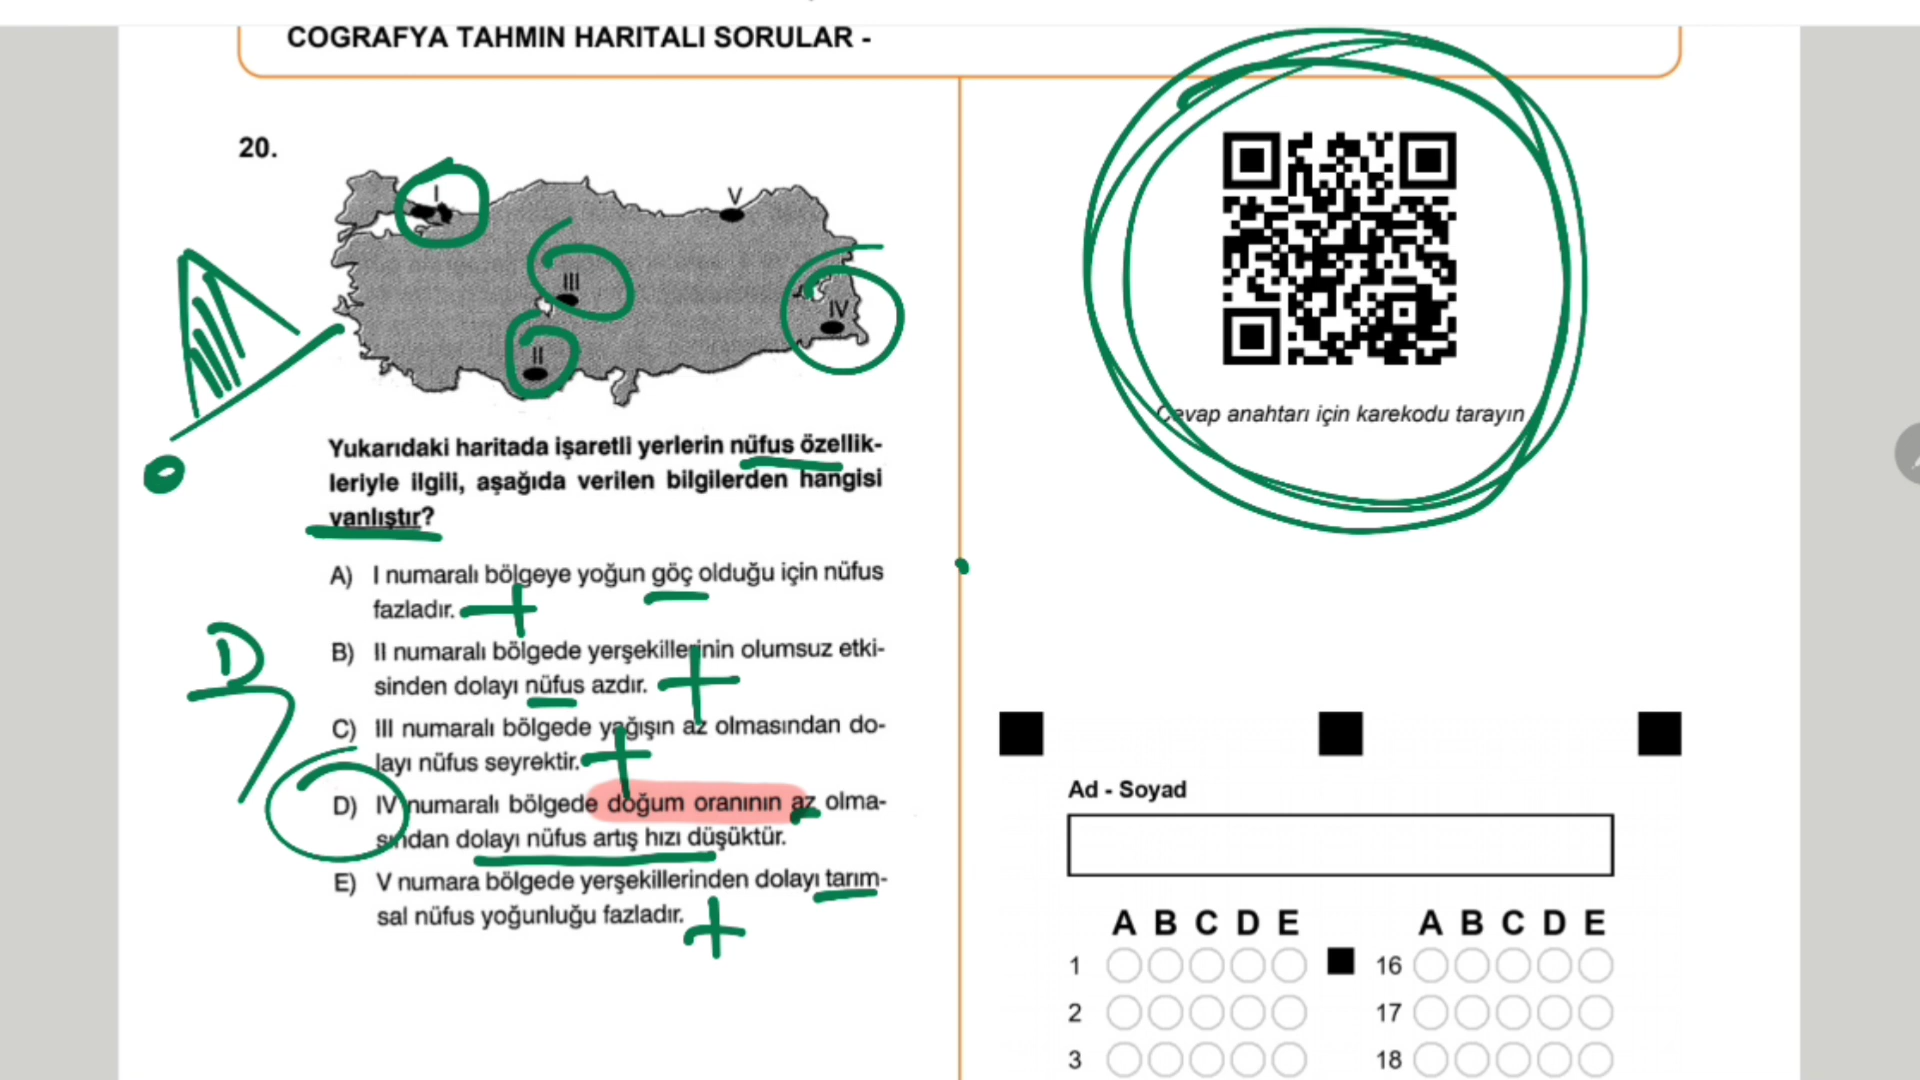 COGRAFYA TAHMIN HARITALI SORULAR -
20.
I
V
III
IV
II
Yukarıdaki haritada işaretli yerlerin nüfus özellik-
leriyle ilgili, aşağıda verilen bilgilerden hangisi
yanlıştır?
A) I numaralı bölgeye yoğun göç olduğu için nüfus
fazladır.
B) II numaralı bölgede yerşekillerinin olumsuz etki-
sinden dolayı nüfus azdır.
C) III numaralı bölgede yağışın az olmasından do-
layı nüfus seyrektir.
D) IV numaralı bölgede doğum oranının az olma-
sından dolayı nüfus artış hızı düşüktür.
E) V numara bölgede yerşekillerinden dolayı tarım-
sal nüfus yoğunluğu fazladır.
D
Cevap anahtarı için karekodu tarayın
Ad - Soyad
A B C D E A B C D E
1 16
2 17
3 18